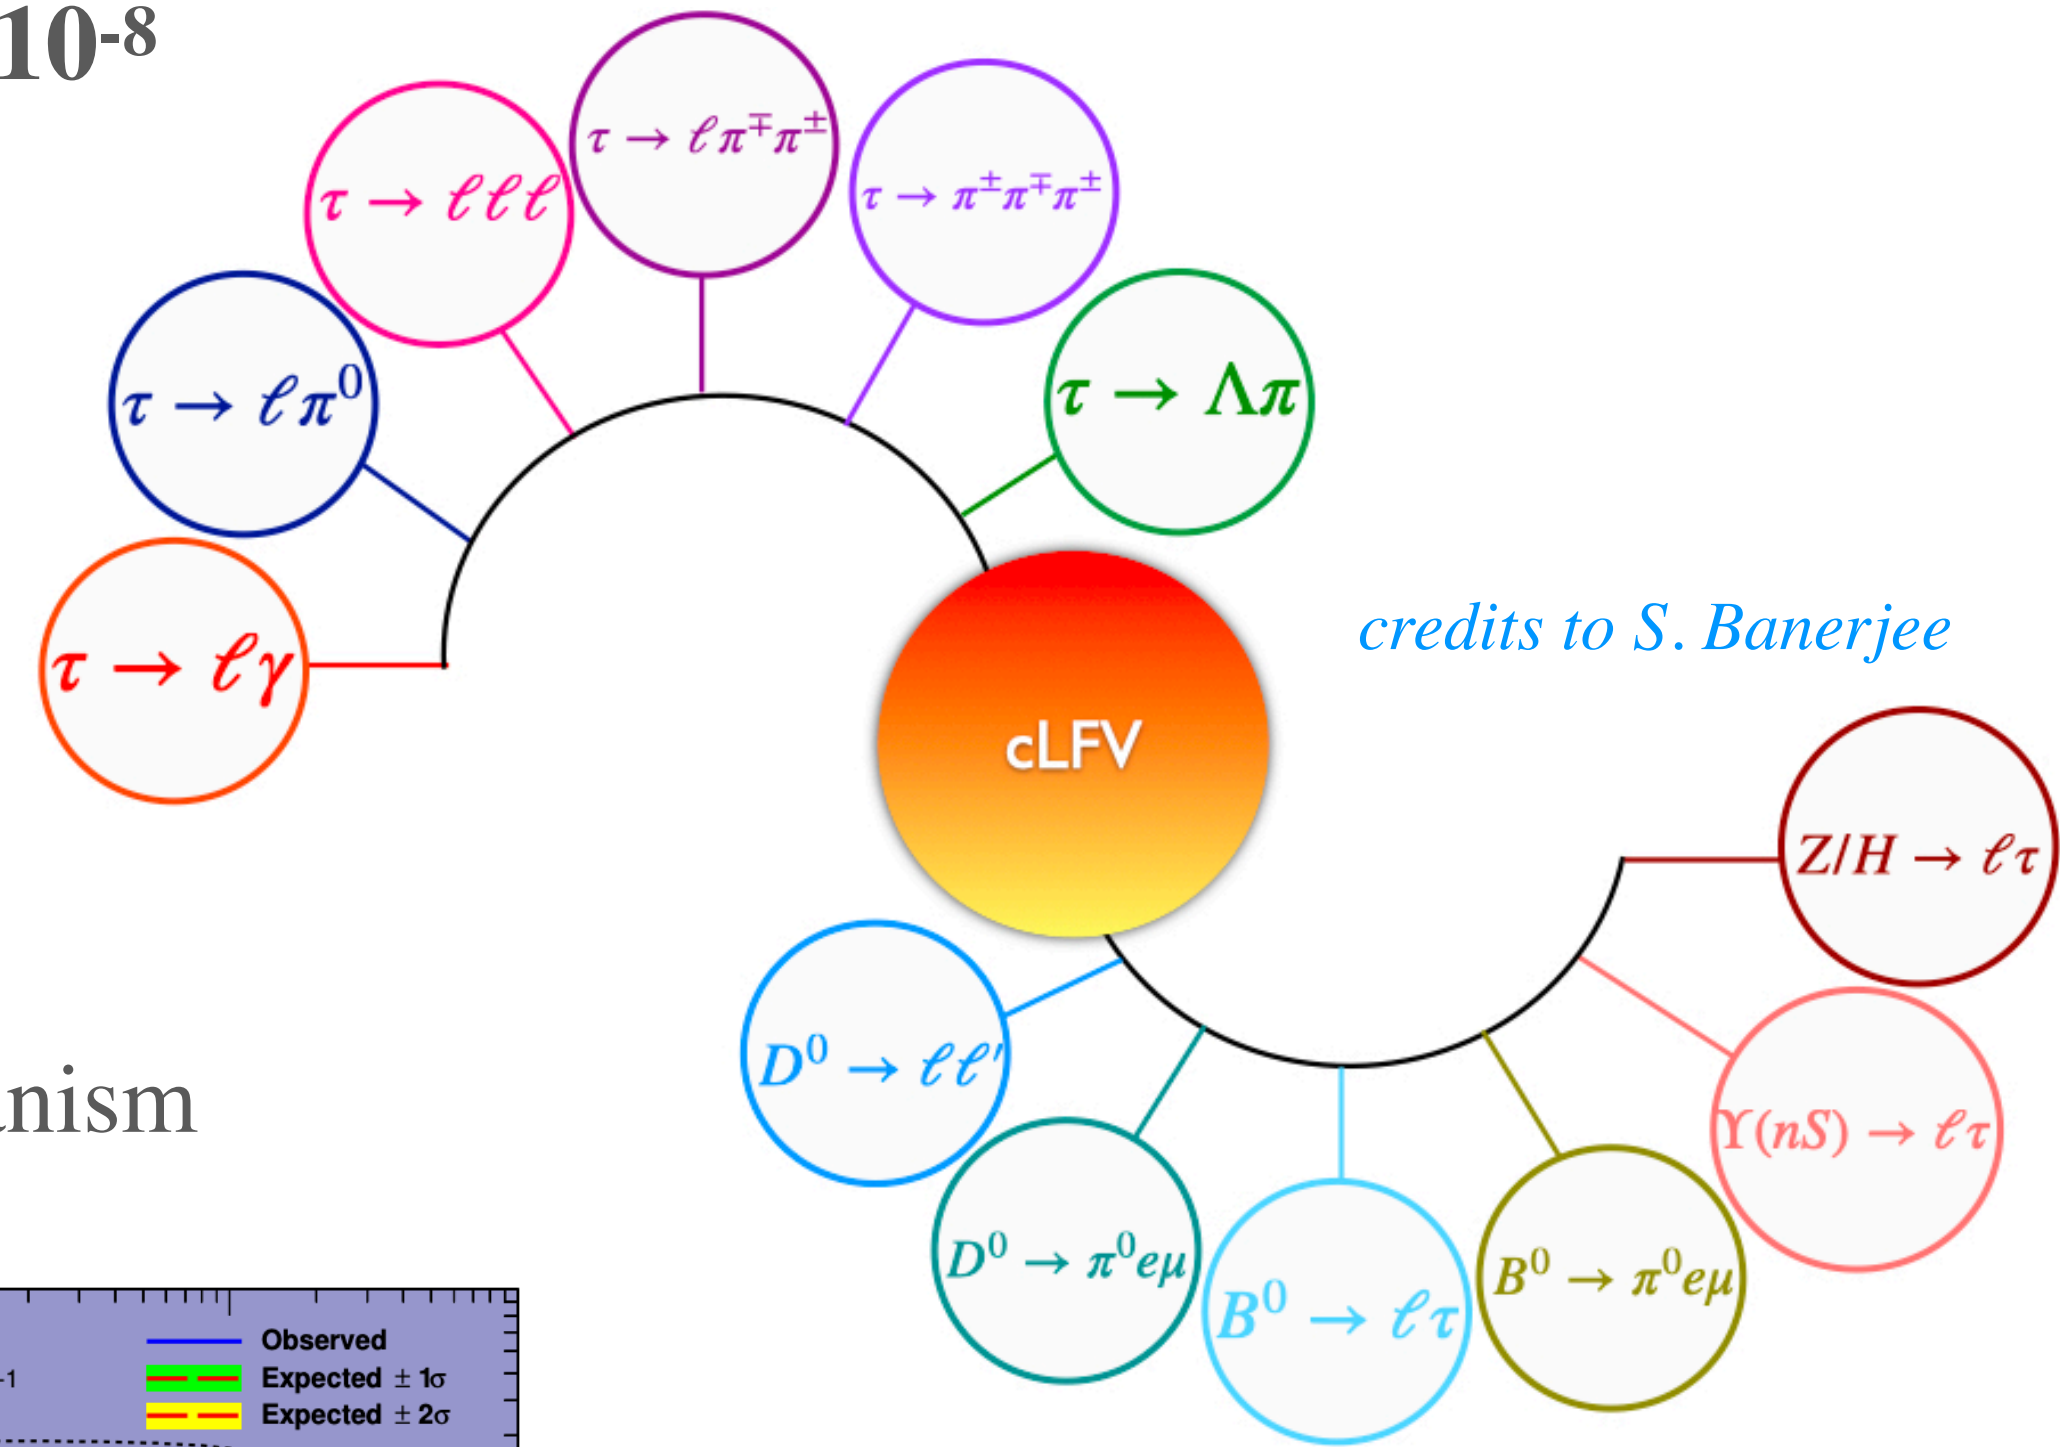 10⁻⁸
τ → ℓ π∓π±
τ → ℓℓℓ
τ → π±π∓π±
τ → ℓπ⁰
τ → Λπ
τ → ℓγ
credits to S. Banerjee
cLFV
Z/H → ℓτ
D⁰ → ℓℓ'
ϒ(nS) → ℓτ
D⁰ → π⁰eμ
B⁰ → ℓτ
B⁰ → π⁰eμ
nism
Observed
-1
Expected ± 1σ
Expected ± 2σ